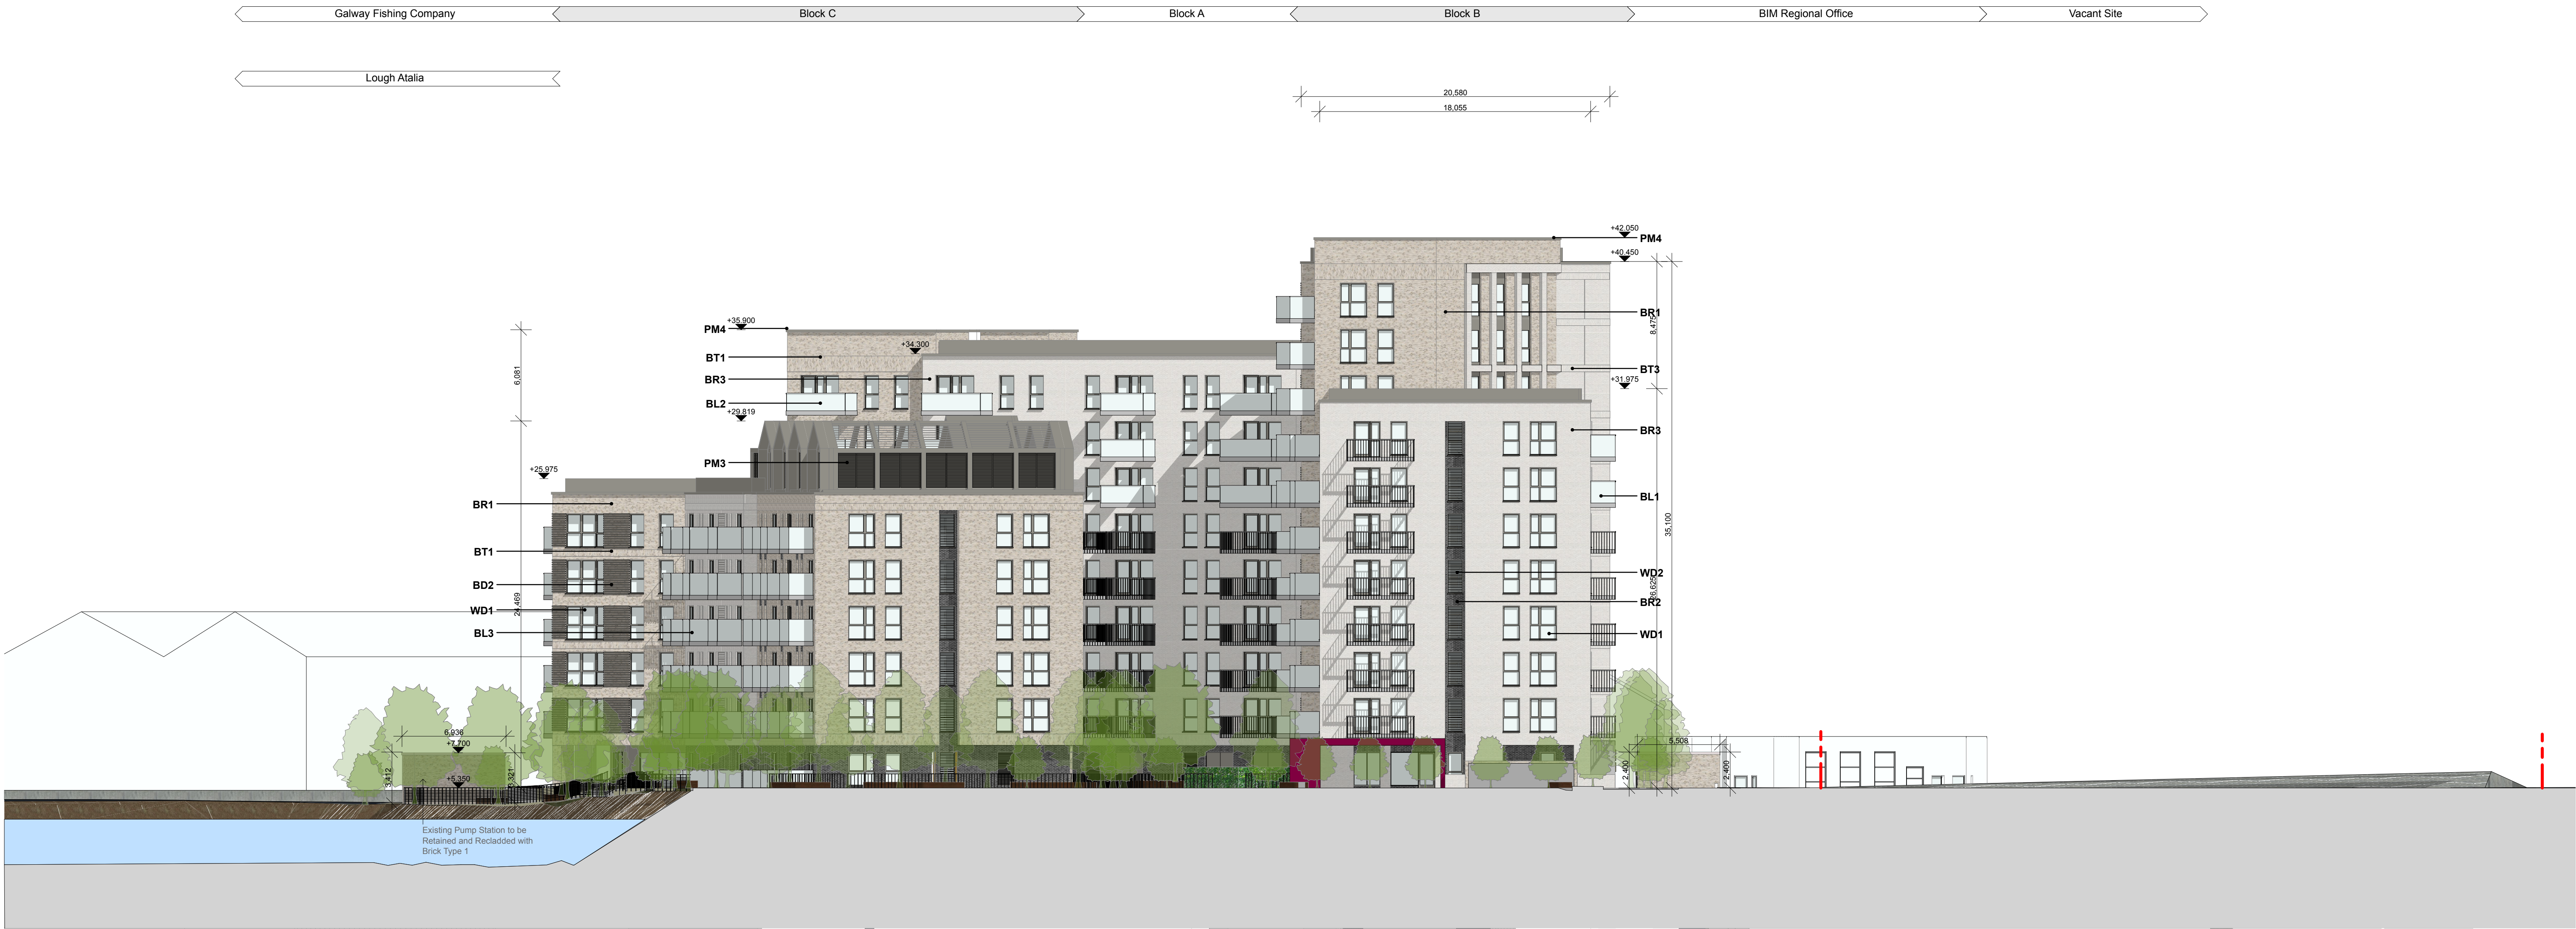 Galway Fishing Company
Block C
Block A
Block B
BIM Regional Office
Vacant Site
Lough Atalia
20,580
18,055
+42.050
PM4
+40.450
BR1
8,475
+35.900
PM4
+34.300
BT1
BT3
BR3
+31.975
6,081
BL2
+29.819
BR3
PM3
+25.975
BL1
BR1
35,100
BT1
WD2
BD2
26,625
BR2
24,469
WD1
BL3
WD1
6,936
+7.700
5,508
3,412
+5.350
2,400
2,400
Existing Pump Station to be
Retained and Recladded with
Brick Type 1